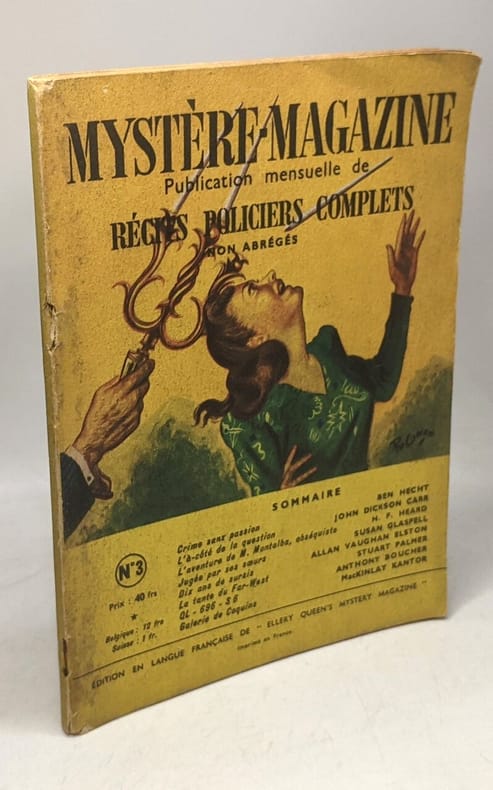 MYSTÈRE-MAGAZINE
Publication mensuelle de
RÉCITS POLICIERS COMPLETS
NON ABRÉGÉS
SOMMAIRE
Crime sans passion BEN HECHT
L'à-côté de la question JOHN DICKSON CARR
L'aventure de M. Montalba, obséquiste H. F. HEARD
Jugée par ses sœurs SUSAN GLASPELL
Dix ans de sursis ALLAN VAUGHAN ELSTON
La tante du Far-West STUART PALMER
QL - 696 - S 6 ANTHONY BOUCHER
Galerie de Coquins MacKINLAY KANTOR
N°3
Prix : 40 frs
★
Belgique : 12 frs
Suisse : 1 fr.
ÉDITION EN LANGUE FRANÇAISE DE " ELLERY QUEEN'S MYSTERY MAGAZINE "
Imprimé en France